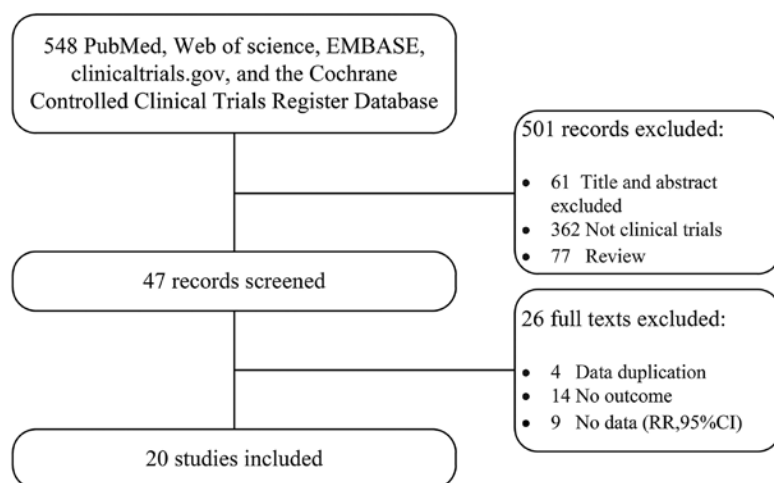 548 PubMed, Web of science, EMBASE,
clinicaltrials.gov, and the Cochrane
Controlled Clinical Trials Register Database
501 records excluded:
• 61 Title and abstract
excluded
• 362 Not clinical trials
• 77 Review
47 records screened
26 full texts excluded:
• 4 Data duplication
• 14 No outcome
• 9 No data (RR,95%CI)
20 studies included